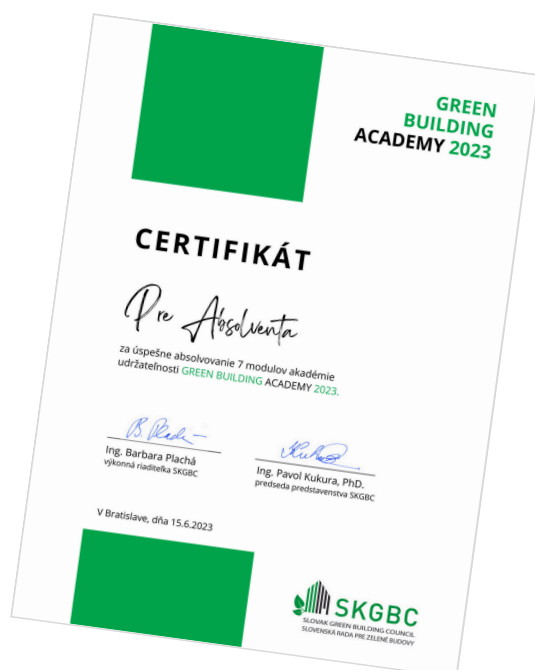 GREEN
BUILDING
ACADEMY 2023
CERTIFIKÁT
Pre Absolventa
za úspešne absolvovanie 7 modulov akadémie
udržateľnosti GREEN BUILDING ACADEMY 2023.
Ing. Barbara Plachá
výkonná riaditeľka SKGBC
Ing. Pavol Kukura, PhD.
predseda predstavenstva SKGBC
V Bratislave, dňa 15.6.2023
SKGBC
SLOVAK GREEN BUILDING COUNCIL
SLOVENSKÁ RADA PRE ZELENÉ BUDOVY